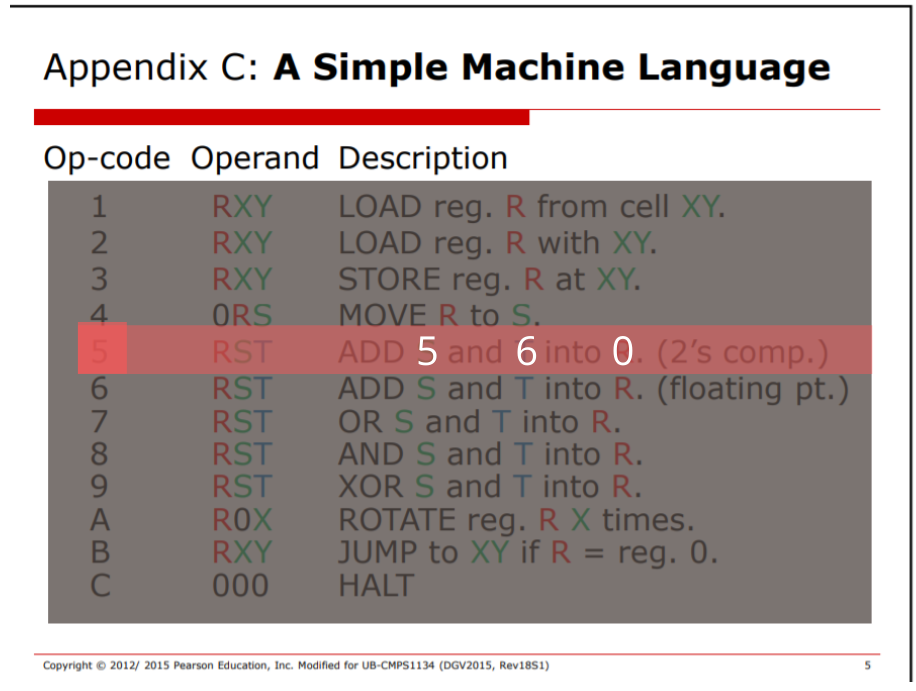 Appendix C: A Simple Machine Language
Op-code Operand Description
1 RXY LOAD reg. R from cell XY.
2 RXY LOAD reg. R with XY.
3 RXY STORE reg. R at XY.
4 0RS MOVE R to S.
5 RST ADD 5 and 6 into 0. (2's comp.)
6 RST ADD S and T into R. (floating pt.)
7 RST OR S and T into R.
8 RST AND S and T into R.
9 RST XOR S and T into R.
A R0X ROTATE reg. R X times.
B RXY JUMP to XY if R = reg. 0.
C 000 HALT
Copyright © 2012/ 2015 Pearson Education, Inc. Modified for UB-CMPS1134 (DGV2015, Rev18S1) 5